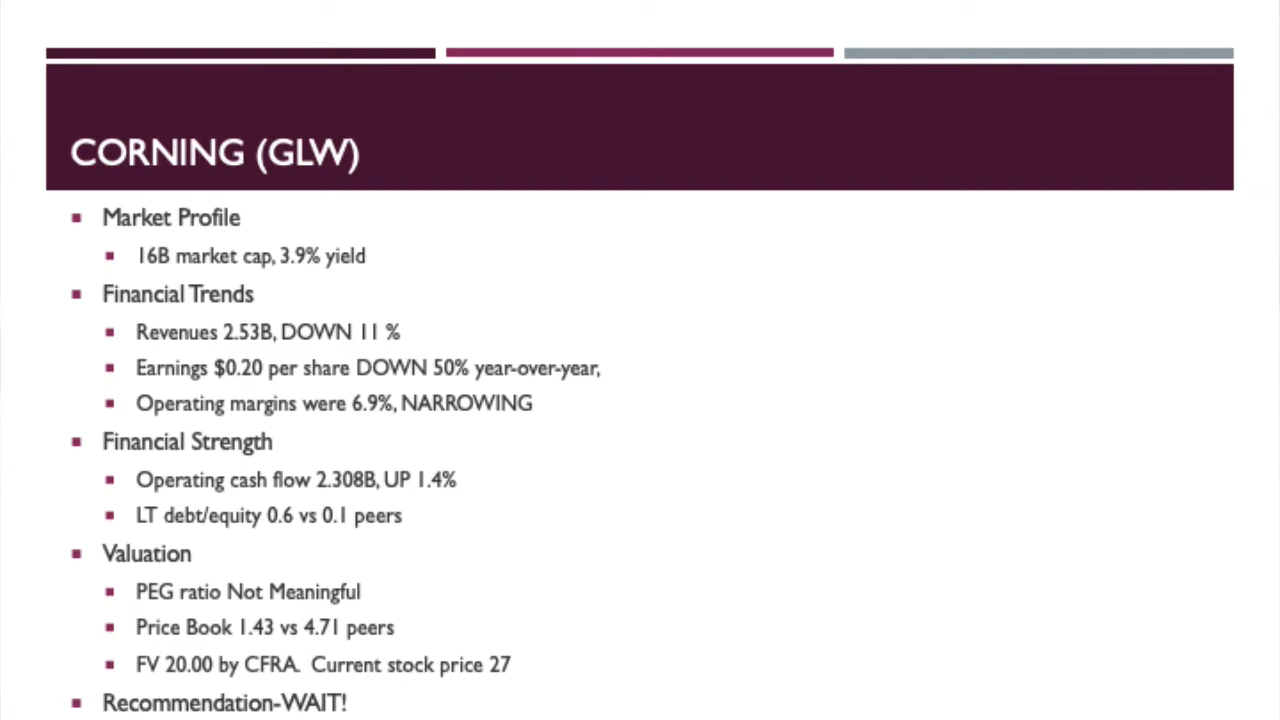 CORNING (GLW)
Market Profile
16B market cap, 3.9% yield
Financial Trends
Revenues 2.53B, DOWN 11 %
Earnings $0.20 per share DOWN 50% year-over-year,
Operating margins were 6.9%, NARROWING
Financial Strength
Operating cash flow 2.308B, UP 1.4%
LT debt/equity 0.6 vs 0.1 peers
Valuation
PEG ratio Not Meaningful
Price Book 1.43 vs 4.71 peers
FV 20.00 by CFRA.  Current stock price 27
Recommendation-WAIT!